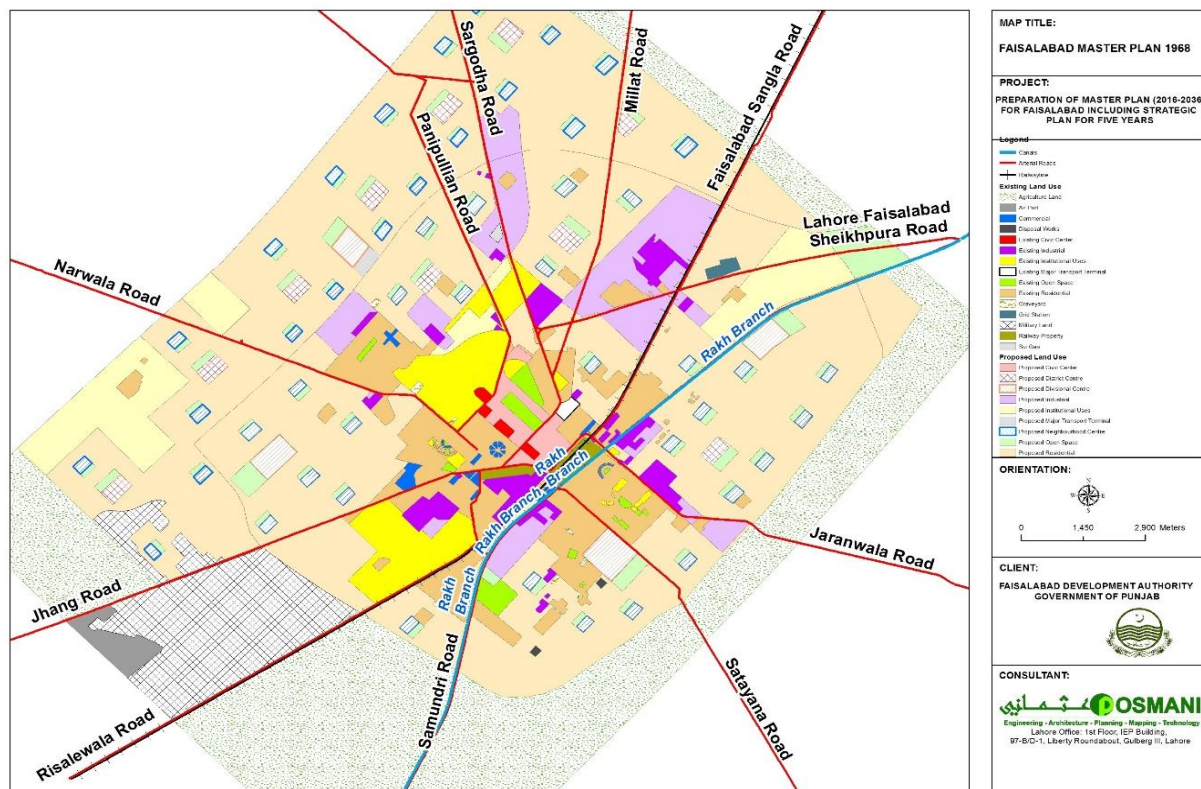 Sargodha Road
Millat Road
Faisalabad Sangla Road
Panipullian Road
Lahore Faisalabad
Sheikhpura Road
Narwala Road
Rakh Branch
Rakh
Branch
Rakh Branch
Rakh
Branch
Jaranwala Road
Jhang Road
Satayana Road
Samundri Road
Risalewala Road
MAP TITLE:
FAISALABAD MASTER PLAN 1968
PROJECT:
PREPARATION OF MASTER PLAN (2016-2036
FOR FAISALABAD INCLUDING STRATEGIC
PLAN FOR FIVE YEARS
Legend
Canals
Arterial Roads
Railwayline
Existing Land Use
Agriculture Land
Air Port
Commercial
Disposal Works
Existing Civic Center
Existing Industrial
Existing Institutional Uses
Existing Major Transport Terminal
Existing Open Space
Existing Residential
Graveyard
Grid Station
Military Land
Railway Property
Sui Gas
Proposed Land Use
Proposed Civic Center
Proposed District Centre
Proposed Divisional Centre
Proposed Industrial
Proposed Institutional Uses
Proposed Major Transport Terminal
Proposed Neighbourhood Centre
Proposed Open Space
Proposed Residential
ORIENTATION:
N
W E
S
0 1,450 2,900 Meters
CLIENT:
FAISALABAD DEVELOPMENT AUTHORITY
GOVERNMENT OF PUNJAB
CONSULTANT:
عثماني OSMANI
Engineering - Architecture - Planning - Mapping - Technology
Lahore Office: 1st Floor, IEP Building,
97-B/D-1, Liberty Roundabout, Gulberg III, Lahore